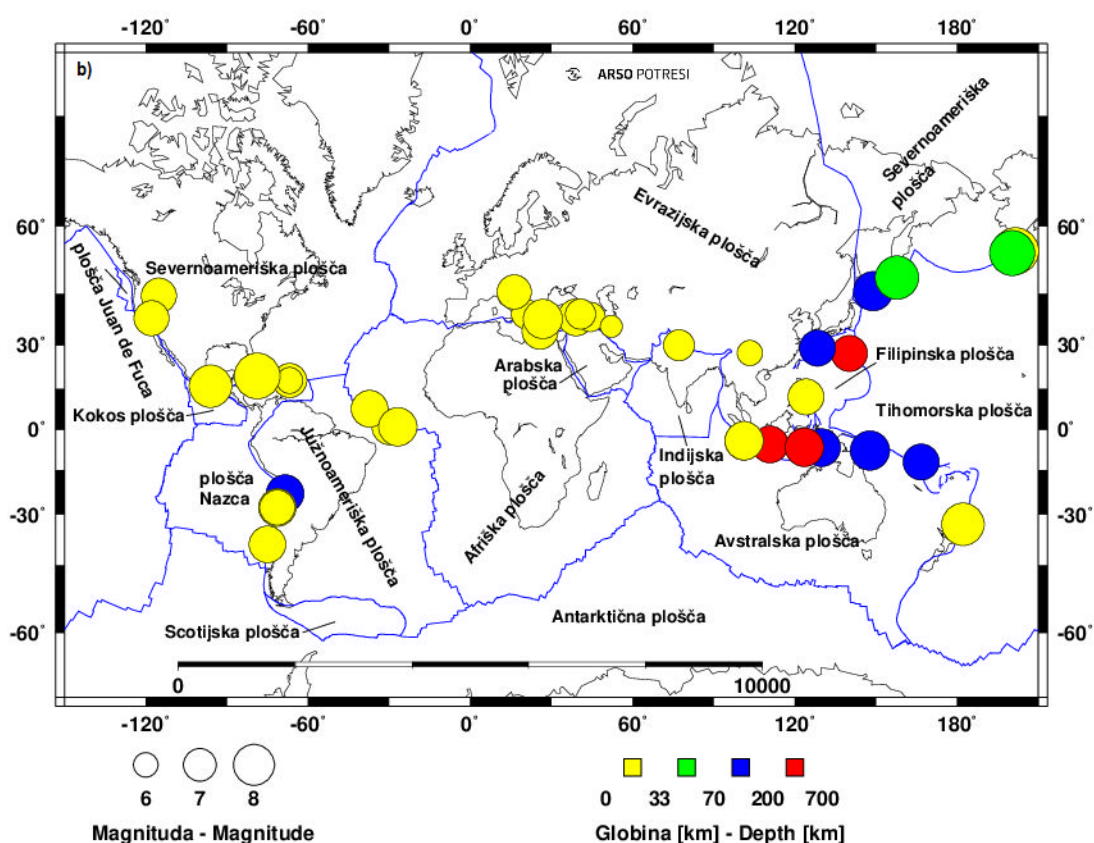 -120° -60° 0° 60° 120° 180°
b)
ARSO POTRESI
Severnoameriška
plošča
Evrazijska plošča
60° 60°
Severnoameriška plošča
plošča Juan de Fuca
30° 30°
Arabska
plošča
Filipinska plošča
Kokos plošča
Tihomorska plošča
0° 0°
Indijska
plošča
plošča
Nazca
Južnoameriška plošča
Afriška plošča
-30° -30°
Avstralska plošča
Antarktična plošča
Scotijska plošča
-60° -60°
0 10000
-120° -60° 0° 60° 120° 180°
6 7 8
0 33 70 200 700
Magnituda - Magnitude
Globina [km] - Depth [km]